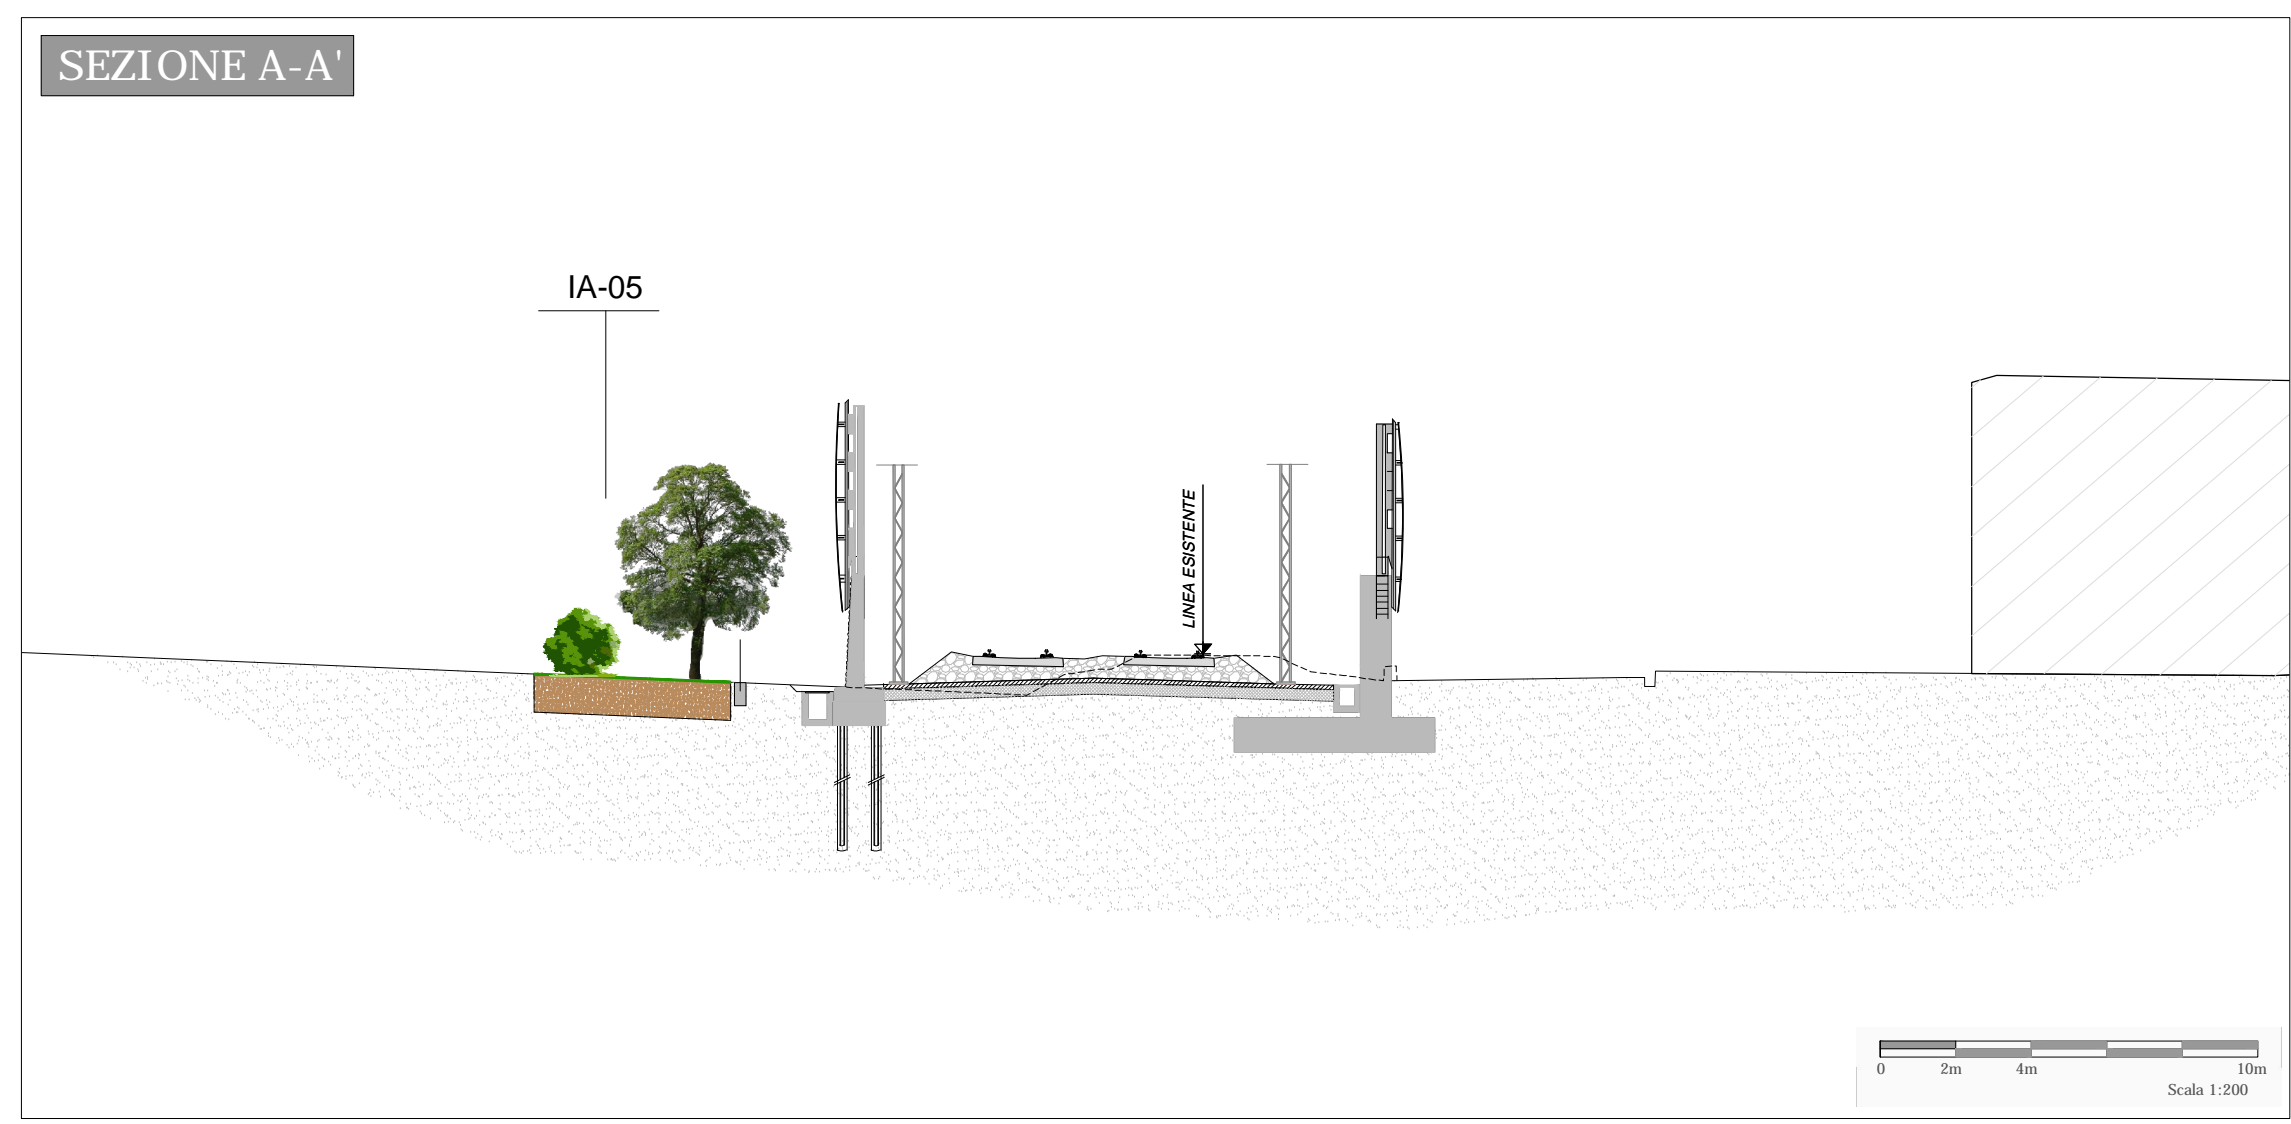 SEZIONE A-A'
IA-05
LINEA ESISTENTE
0 2m 4m 10m
Scala 1:200